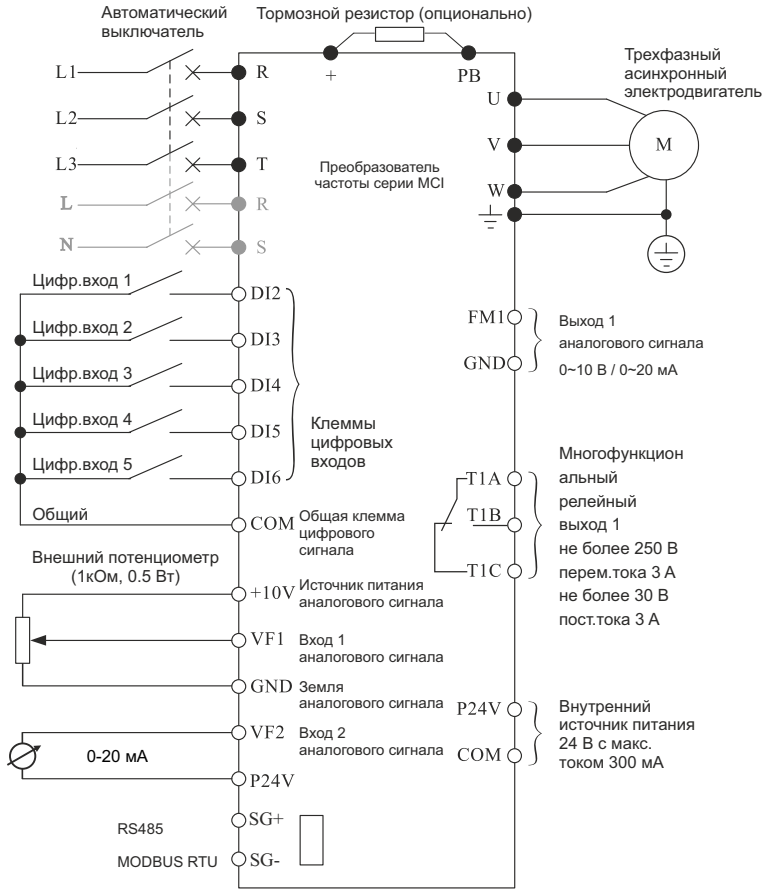 Автоматический
выключатель
Тормозной резистор (опционально)
+
PB
L1
R
L2
S
L3
T
L
R
N
S
Преобразователь
частоты серии MCI
Трехфазный
асинхронный
электродвигатель
U
V
W
M
Цифр.вход 1
DI2
Цифр.вход 2
DI3
Цифр.вход 3
DI4
Цифр.вход 4
DI5
Цифр.вход 5
DI6
Клеммы
цифровых
входов
Общий
COM
Общая клемма
цифрового
сигнала
Внешний потенциометр
(1кОм, 0.5 Вт)
+10V
Источник питания
аналогового сигнала
VF1
Вход 1
аналогового сигнала
GND
Земля
аналогового сигнала
VF2
Вход 2
аналогового сигнала
0-20 мА
P24V
RS485
SG+
MODBUS RTU
SG-
FM1
GND
Выход 1
аналогового сигнала
0~10 В / 0~20 мА
T1A
T1B
T1C
Многофункцион
альный
релейный
выход 1
не более 250 В
перем.тока 3 А
не более 30 В
пост.тока 3 А
P24V
COM
Внутренний
источник питания
24 В с макс.
током 300 мА